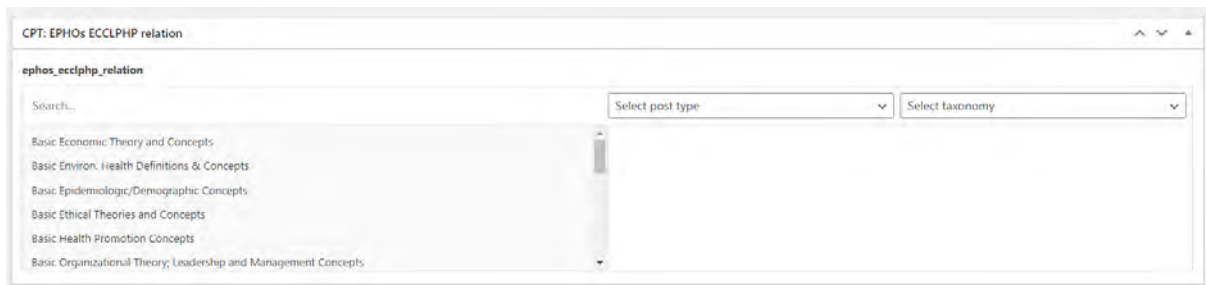 CPT: EPHOs ECCLPHP relation
ephos_ecclphp_relation
Search...
Select post type
Select taxonomy
Basic Economic Theory and Concepts
Basic Environ. Health Definitions & Concepts
Basic Epidemiologic/Demographic Concepts
Basic Ethical Theories and Concepts
Basic Health Promotion Concepts
Basic Organizational Theory; Leadership and Management Concepts